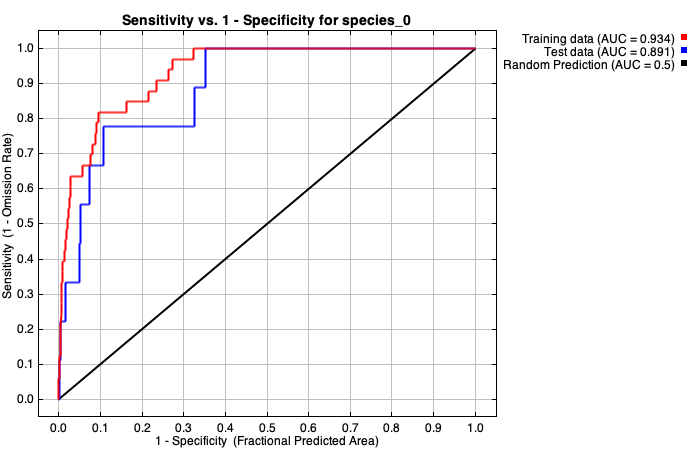 Sensitivity vs. 1 - Specificity for species_0
Training data (AUC = 0.934)
Test data (AUC = 0.891)
Random Prediction (AUC = 0.5)
Sensitivity (1 - Omission Rate)
1.0
0.9
0.8
0.7
0.6
0.5
0.4
0.3
0.2
0.1
0.0
0.0 0.1 0.2 0.3 0.4 0.5 0.6 0.7 0.8 0.9 1.0
1 - Specificity (Fractional Predicted Area)